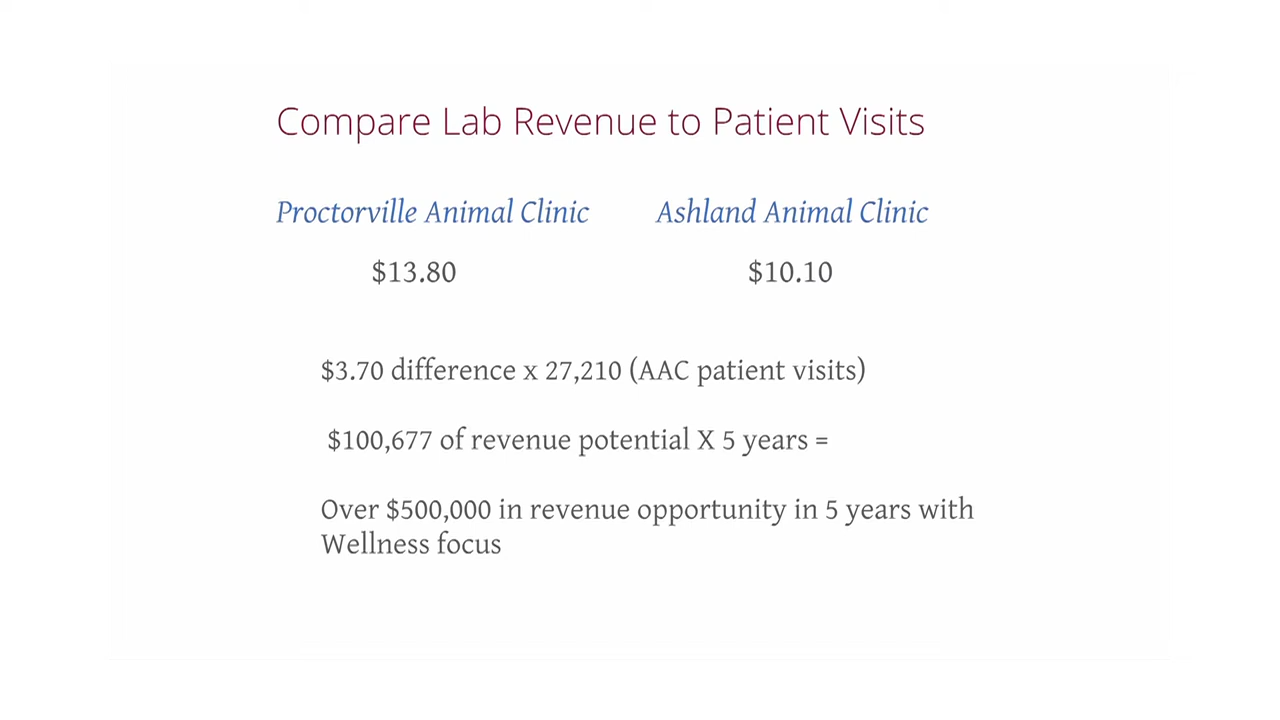 Compare Lab Revenue to Patient Visits
Proctorville Animal Clinic
Ashland Animal Clinic
$13.80
$10.10
$3.70 difference x 27,210 (AAC patient visits)
$100,677 of revenue potential X 5 years =
Over $500,000 in revenue opportunity in 5 years with
Wellness focus